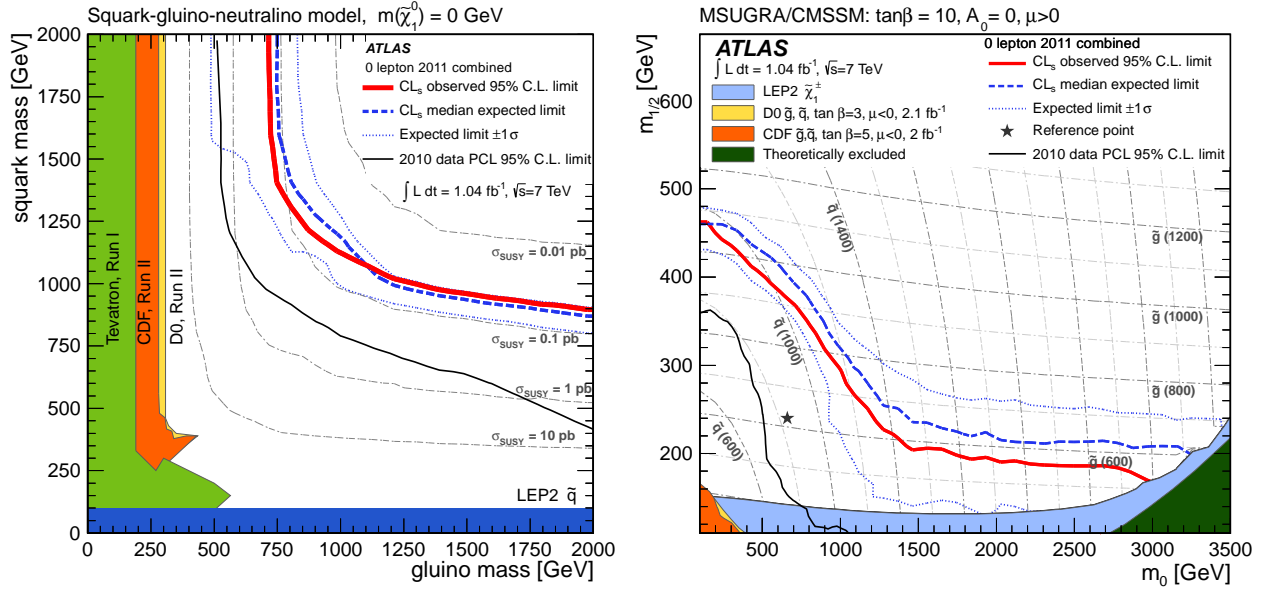 Squark-gluino-neutralino model, m(χ̃₁⁰) = 0 GeV
squark mass [GeV]
2000
1750
1500
1250
1000
750
500
250
0
ATLAS
0 lepton 2011 combined
CLₛ observed 95% C.L. limit
CLₛ median expected limit
Expected limit ±1σ
2010 data PCL 95% C.L. limit
∫ L dt = 1.04 fb⁻¹, √s=7 TeV
Tevatron, Run I
CDF, Run II
D0, Run II
σSUSY = 0.01 pb
σSUSY = 0.1 pb
σSUSY = 1 pb
σSUSY = 10 pb
LEP2 q̃
0 250 500 750 1000 1250 1500 1750 2000
gluino mass [GeV]
MSUGRA/CMSSM: tanβ = 10, A₀= 0, μ>0
m₁/₂ [GeV]
600
500
400
300
200
ATLAS
∫ L dt = 1.04 fb⁻¹, √s=7 TeV
LEP2 χ̃₁±
D0 g̃, q̃, tan β=3, μ<0, 2.1 fb⁻¹
CDF g̃,q̃, tan β=5, μ<0, 2 fb⁻¹
Theoretically excluded
0 lepton 2011 combined
CLₛ observed 95% C.L. limit
CLₛ median expected limit
Expected limit ±1σ
Reference point
2010 data PCL 95% C.L. limit
q̃ (1400)
q̃ (1000)
q̃ (600)
g̃ (1200)
g̃ (1000)
g̃ (800)
g̃ (600)
500 1000 1500 2000 2500 3000 3500
m₀ [GeV]